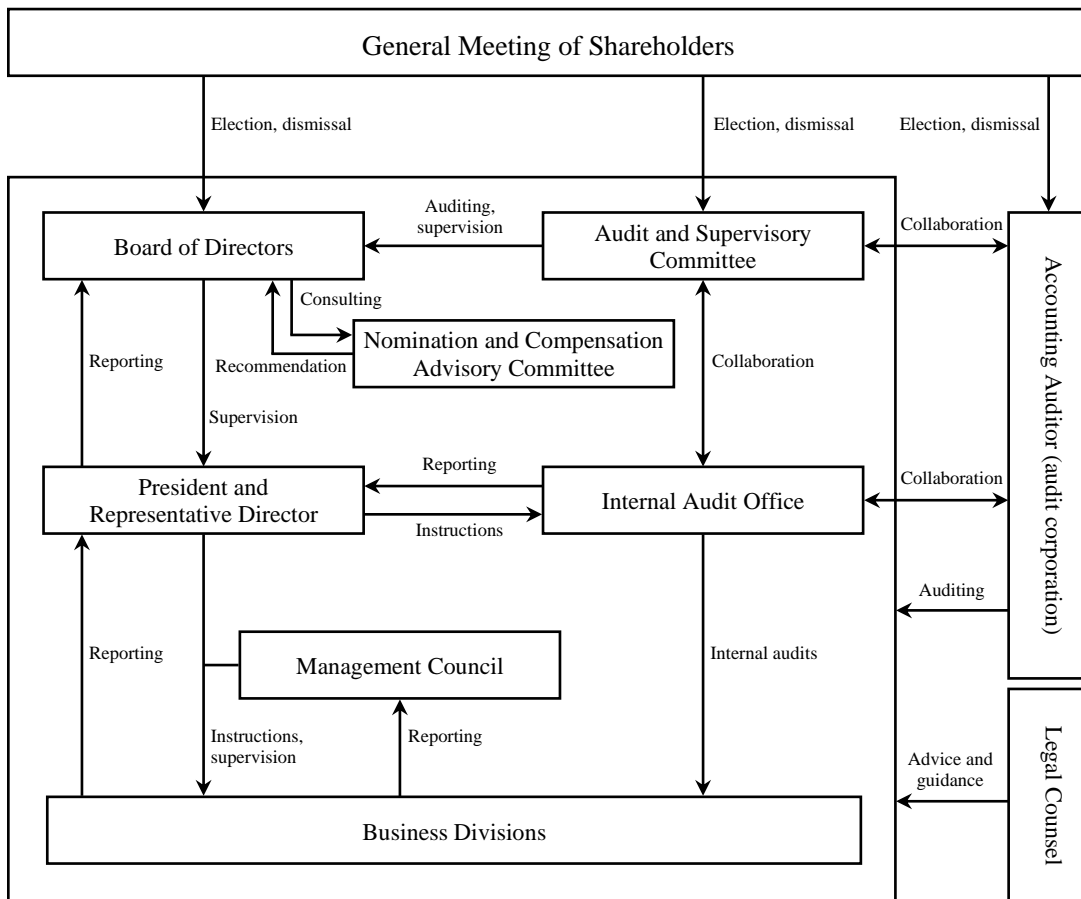 General Meeting of Shareholders
Election, dismissal
Election, dismissal
Election, dismissal
Board of Directors
Auditing,
supervision
Audit and Supervisory
Committee
Collaboration
Consulting
Nomination and Compensation
Advisory Committee
Recommendation
Reporting
Collaboration
Supervision
President and
Representative Director
Reporting
Instructions
Internal Audit Office
Collaboration
Accounting Auditor (audit corporation)
Auditing
Reporting
Management Council
Internal audits
Instructions,
supervision
Reporting
Advice and
guidance
Legal Counsel
Business Divisions